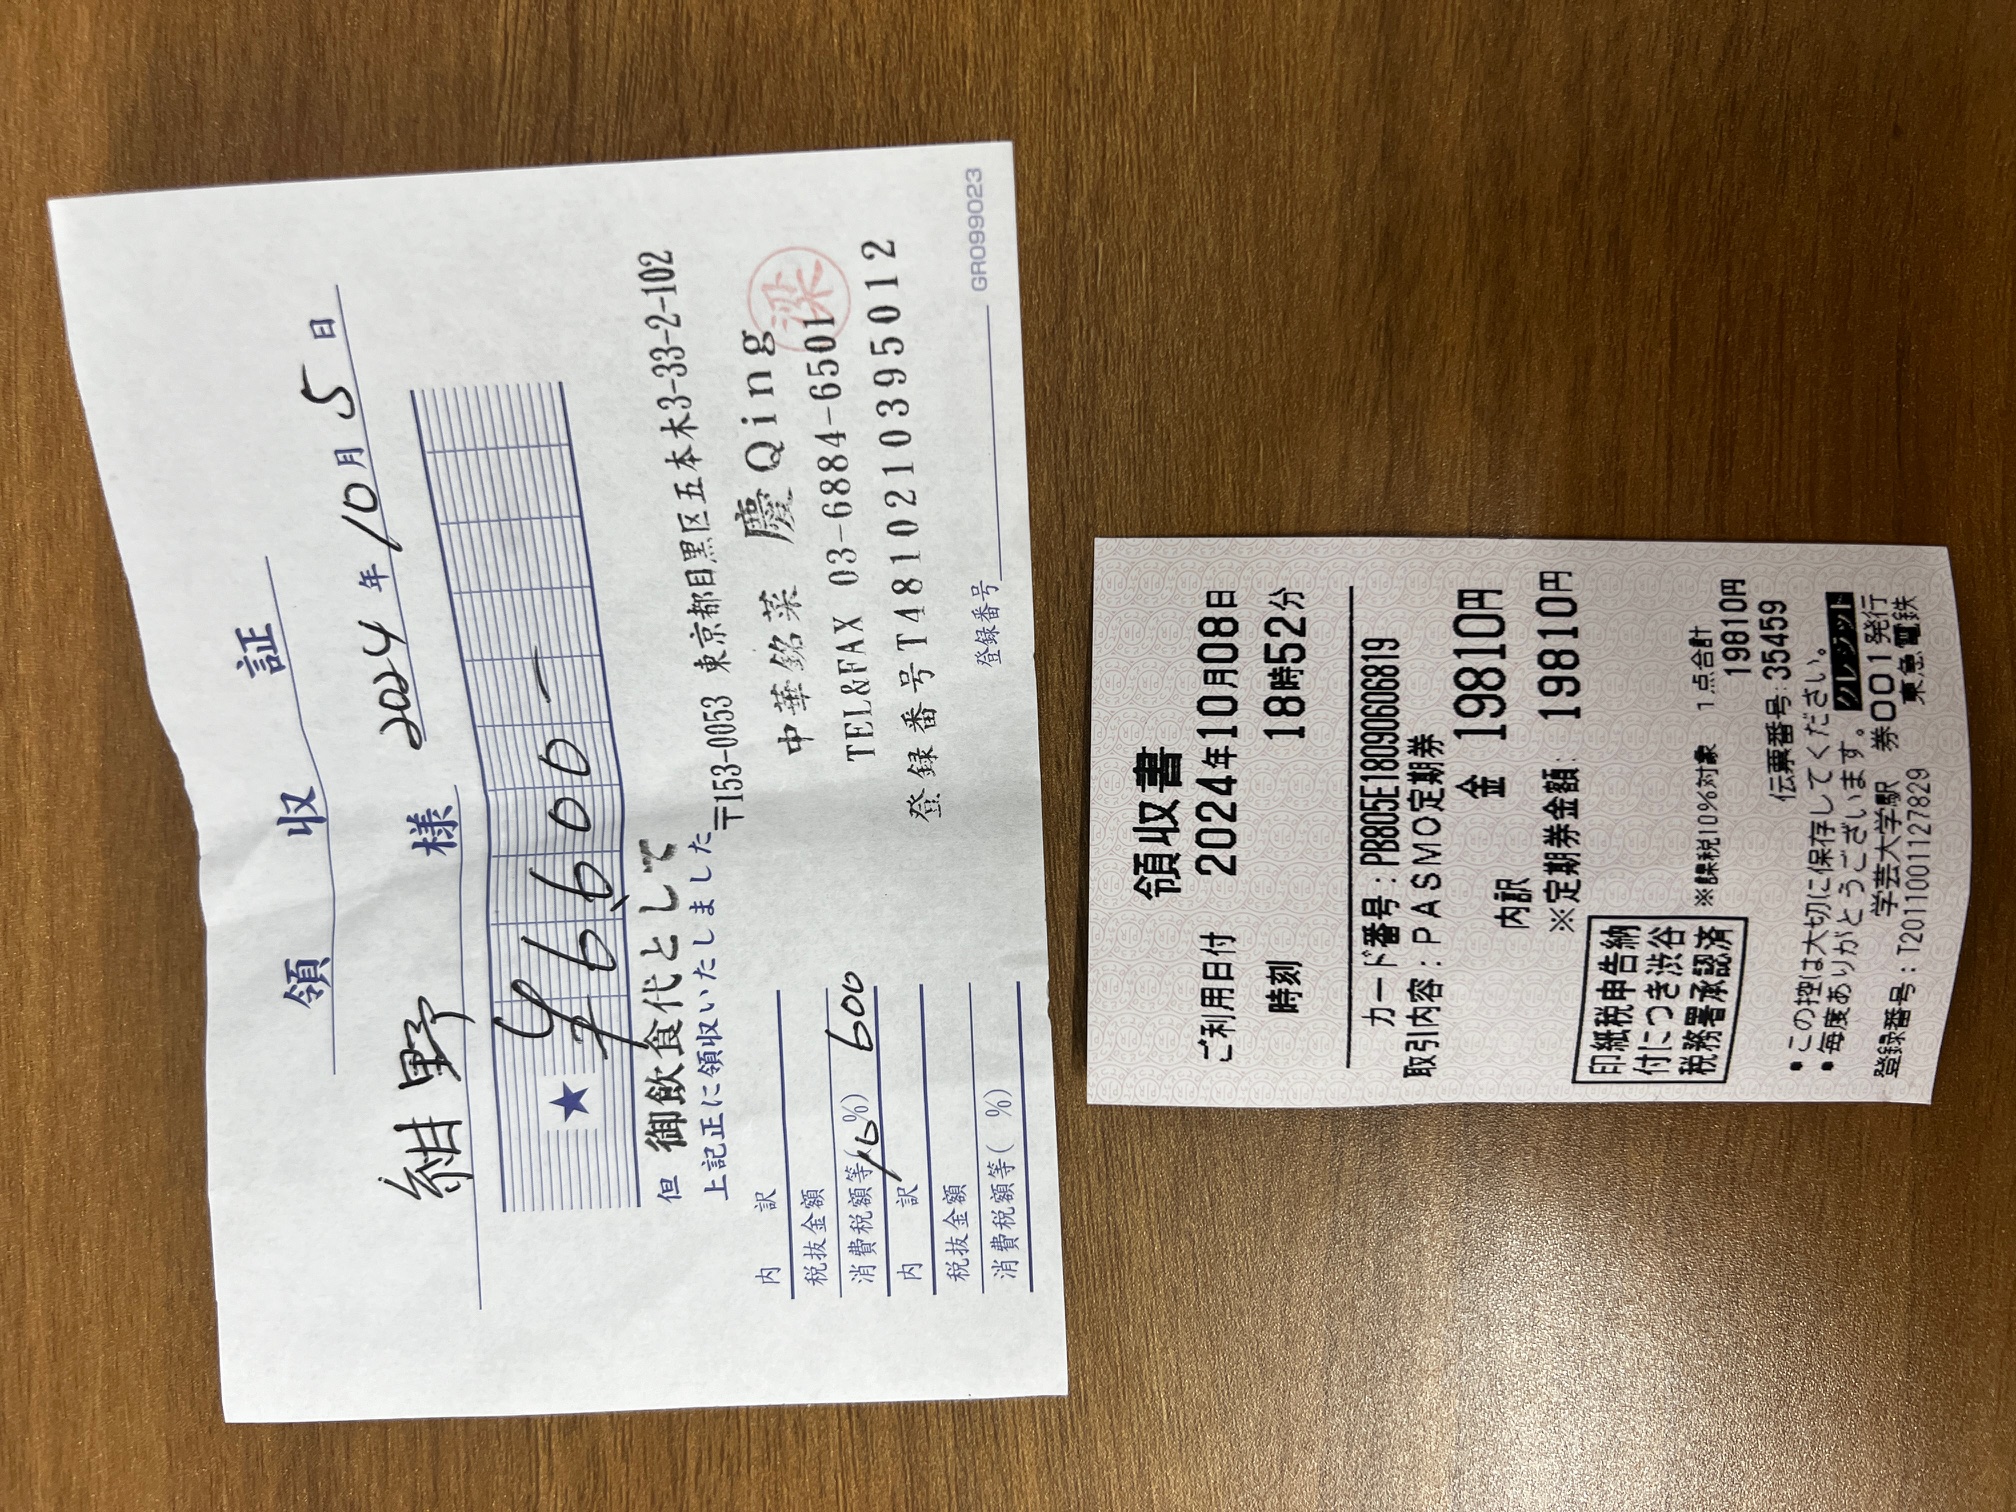 領収証
2024年10月5日
紺野 様
★ ¥6,600-
但 御飲食代として
上記正に領収いたしました
〒153-0053 東京都目黒区五本木3-33-2-102
中華銘菜 慶Qing
梁
TEL&FAX 03-6884-6501
登録番号T4810210395012
内 訳
税抜金額
消費税額等(10%) 600
内 訳
税抜金額
消費税額等( %)
登録番号
GR099023
領収書
ご利用日付 2024年10月08日
時刻 18時52分
カード番号:PB805E18090606819
取引内容:PASMO定期券
金 19810円
内訳
※定期券金額: 19810円
印紙税申告納
付につき渋谷
税務署承認済
※課税10%対象 1点合計
19810円
伝票番号:35459
・この控は大切に保存してください。
・毎度ありがとうございます。 クレジット
学芸大学駅 券001発行
登録番号:T2011001127829 東急電鉄